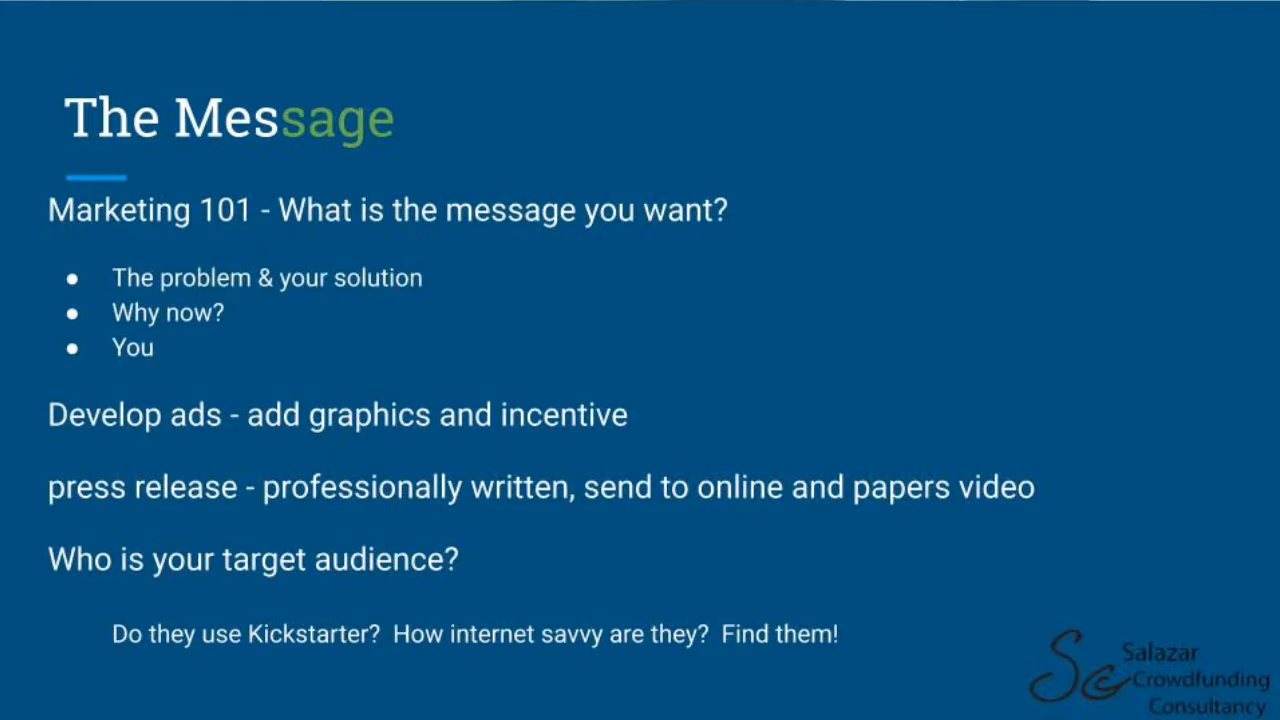 The Message
Marketing 101 - What is the message you want?
● The problem & your solution
● Why now?
● You
Develop ads - add graphics and incentive
press release - professionally written, send to online and papers video
Who is your target audience?
Do they use Kickstarter? How internet savvy are they? Find them!
Sc
Salazar
Crowdfunding
Consultancy